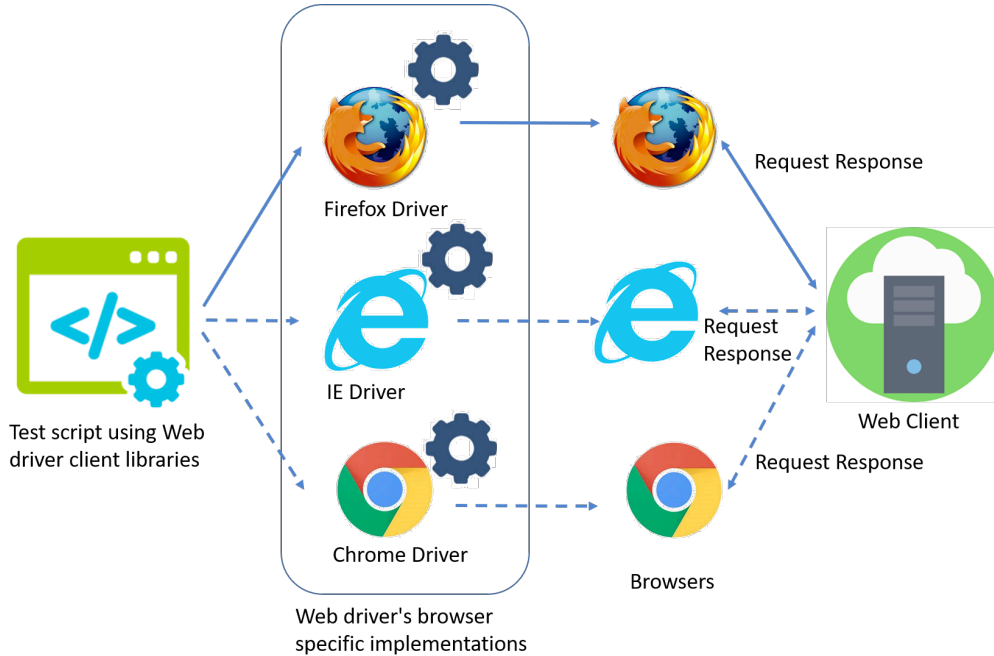 Firefox Driver
Request Response
IE Driver
Request
Response
Web Client
Test script using Web
driver client libraries
Request Response
Chrome Driver
Browsers
Web driver's browser
specific implementations